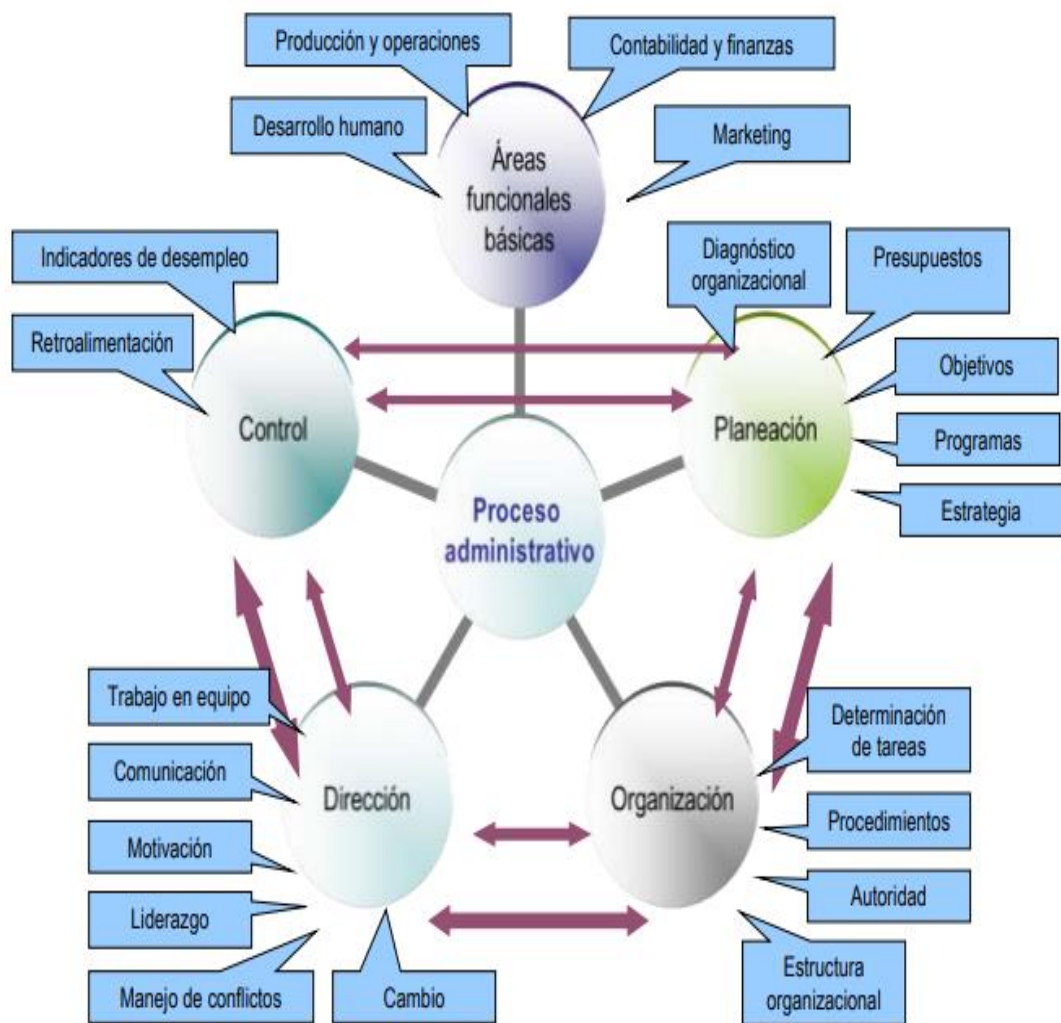 Producción y operaciones
Contabilidad y finanzas
Desarrollo humano
Marketing
Áreas
funcionales
básicas
Indicadores de desempleo
Retroalimentación
Diagnóstico
organizacional
Presupuestos
Objetivos
Programas
Estrategia
Control
Planeación
Proceso
administrativo
Trabajo en equipo
Comunicación
Motivación
Liderazgo
Manejo de conflictos
Cambio
Dirección
Organización
Determinación
de tareas
Procedimientos
Autoridad
Estructura
organizacional